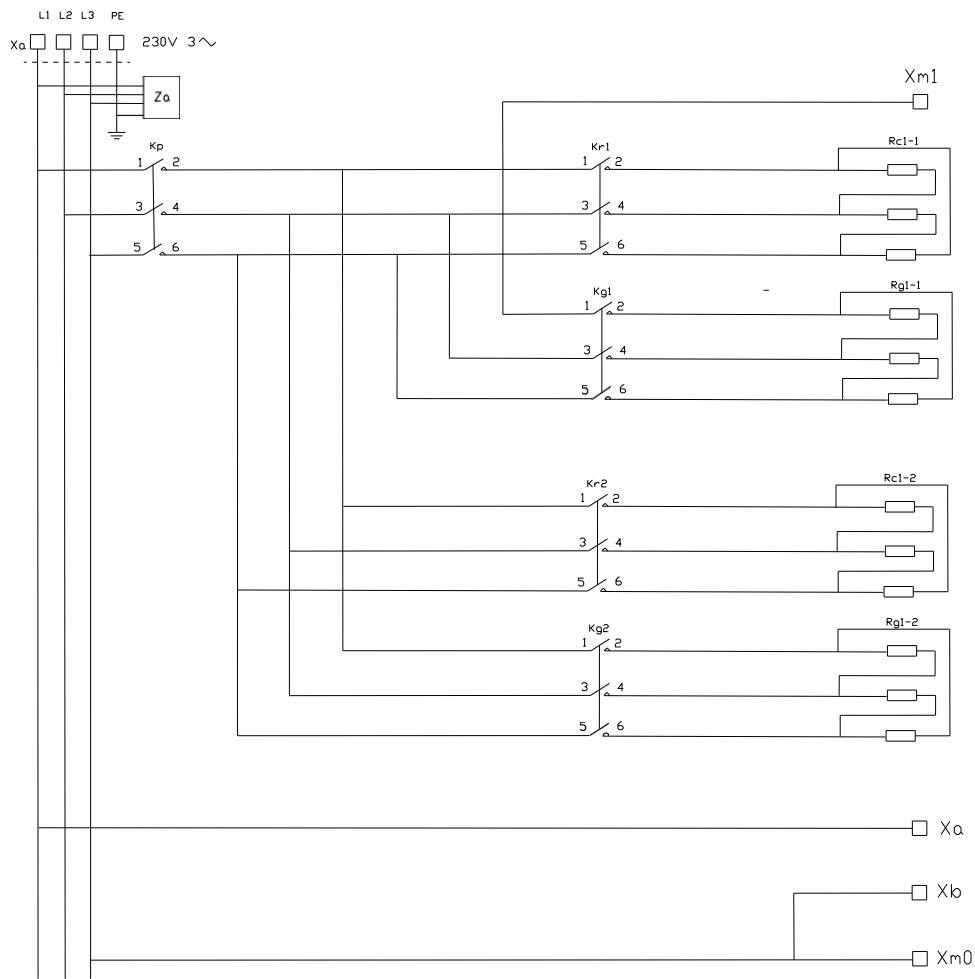 L1 L2 L3 PE
Xa 230V 3~
Xm1
Za
Kp Kr1 Rc1-1
1 2 1 2
3 4 3 4
5 6 5 6
Kg1 Rg1-1
1 2
3 4
5 6
Kr2 Rc1-2
1 2
3 4
5 6
Kg2 Rg1-2
1 2
3 4
5 6
Xa
Xb
Xm0